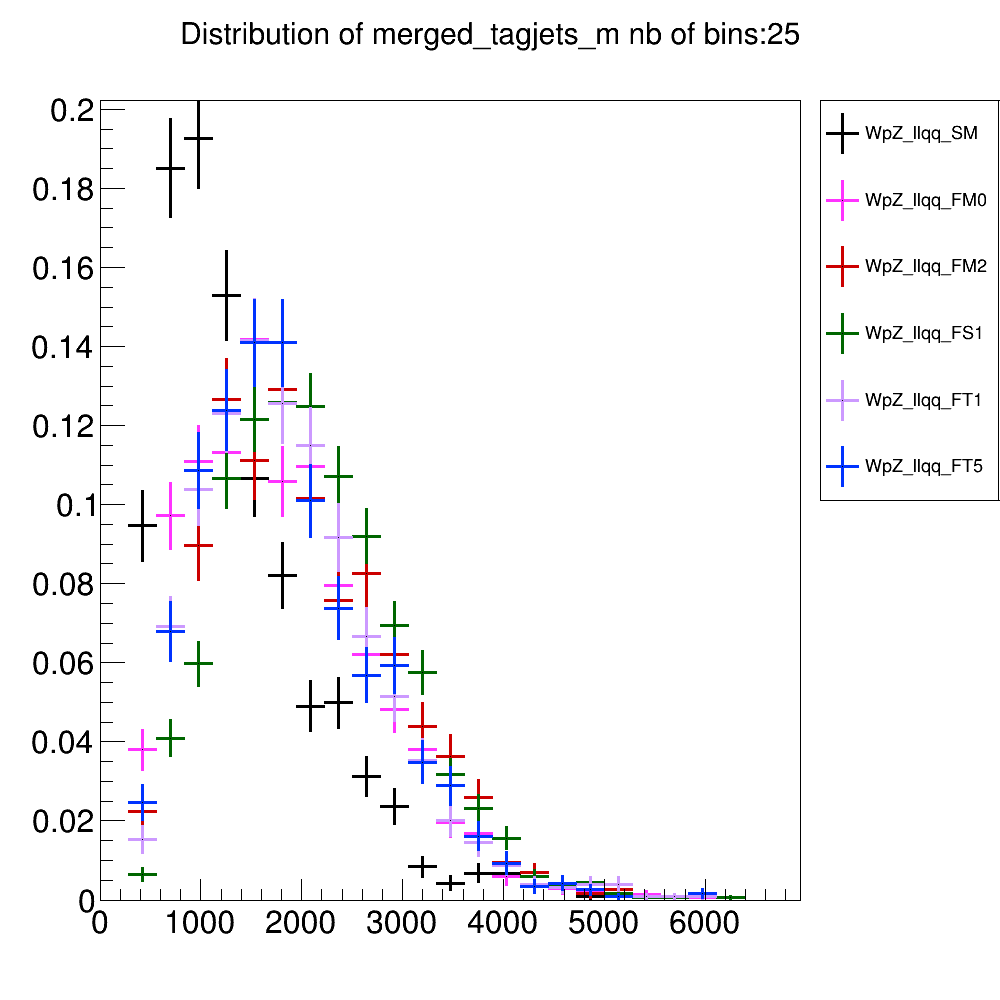 Distribution of merged_tagjets_m nb of bins:25
0.2
0.18
0.16
0.14
0.12
0.1
0.08
0.06
0.04
0.02
0
0 1000 2000 3000 4000 5000 6000
WpZ_llqq_SM
WpZ_llqq_FM0
WpZ_llqq_FM2
WpZ_llqq_FS1
WpZ_llqq_FT1
WpZ_llqq_FT5